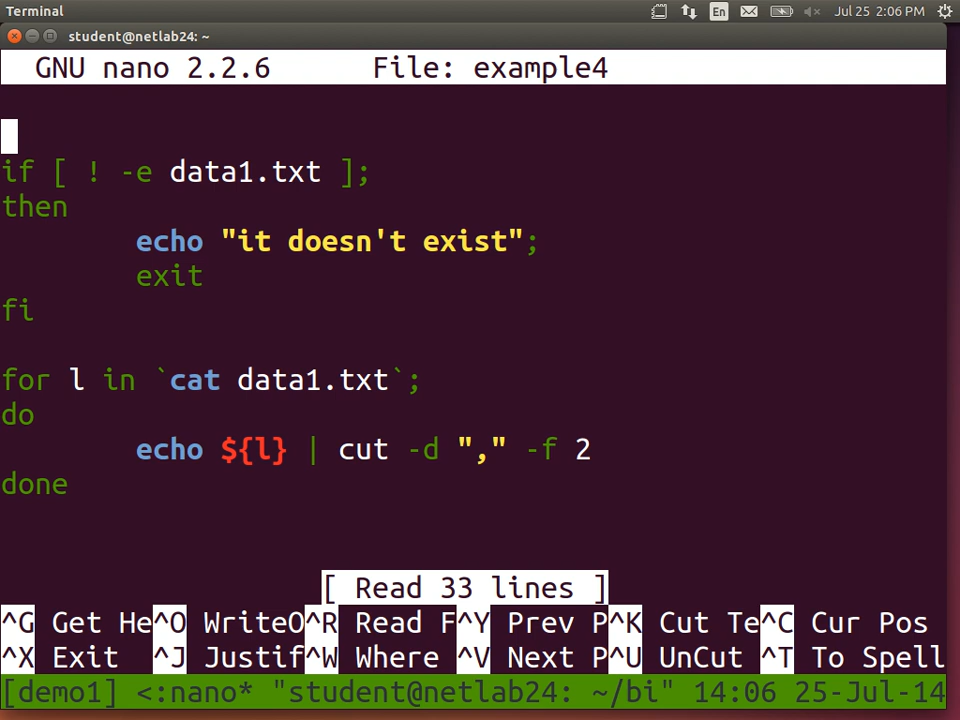 Terminal
En
Jul 25 2:06 PM
student@netlab24: ~
GNU nano 2.2.6 File: example4
if [ ! -e data1.txt ];
then
echo "it doesn't exist";
exit
fi
for l in `cat data1.txt`;
do
echo ${l} | cut -d "," -f 2
done
[ Read 33 lines ]
^G Get He^O WriteO^R Read F^Y Prev P^K Cut Te^C Cur Pos
^X Exit ^J Justif^W Where ^V Next P^U UnCut ^T To Spell
[demo1] <:nano* "student@netlab24: ~/bi" 14:06 25-Jul-14